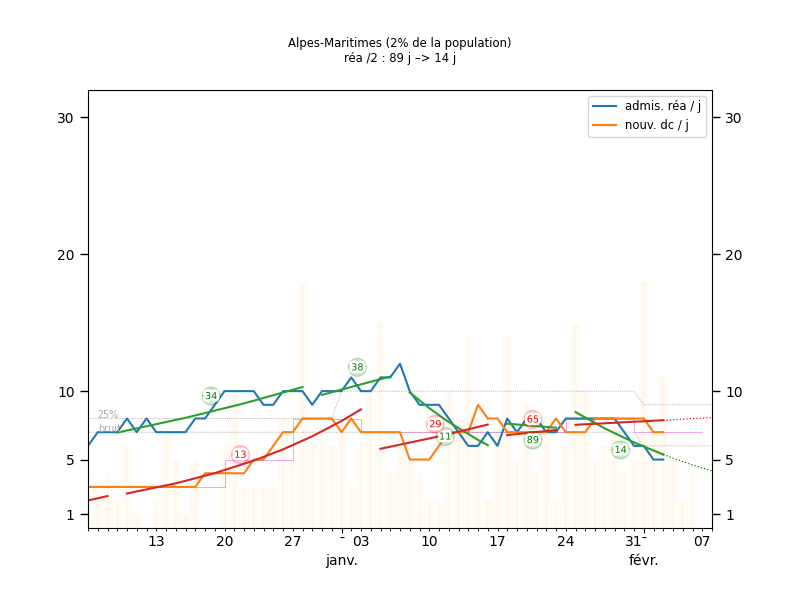 Alpes-Maritimes (2% de la population)
réa /2 : 89 j –> 14 j
admis. réa / j
nouv. dc / j
30 30
20 20
10 10
5 5
1 1
25%
bruit
34
38
13
29
11
65
89
14
13 20 27 - 03 10 17 24 31 - 07
janv. févr.